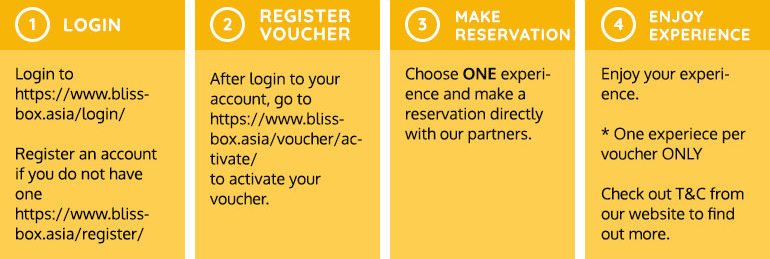 1 LOGIN
Login to
https://www.bliss-
box.asia/login/
Register an account
if you do not have
one
https://www.bliss-
box.asia/register/
2 REGISTER
VOUCHER
After login to your
account, go to
https://www.bliss-
box.asia/voucher/ac-
tivate/
to activate your
voucher.
3 MAKE
RESERVATION
Choose ONE experi-
ence and make a
reservation directly
with our partners.
4 ENJOY
EXPERIENCE
Enjoy your experi-
ence.
* One experiece per
voucher ONLY
Check out T&C from
our website to find
out more.